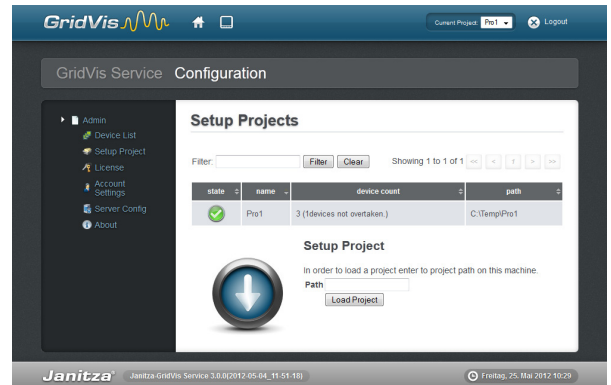 GridVis
Current Project: Pro1
Logout
GridVis Service Configuration
Admin
Device List
Setup Project
License
Account
Settings
Server Config
About
Setup Projects
Filter:
Filter
Clear
Showing 1 to 1 of 1
<< < 1 > >>
state name device count path
Pro1 3 (1devices not overtaken.) C:\Temp\Pro1
Setup Project
In order to load a project enter to project path on this machine.
Path
Load Project
Janitza® Janitza GridVis Service 3.0.0(2012-05-04_11-51-18) Freitag, 25. Mai 2012 10:29